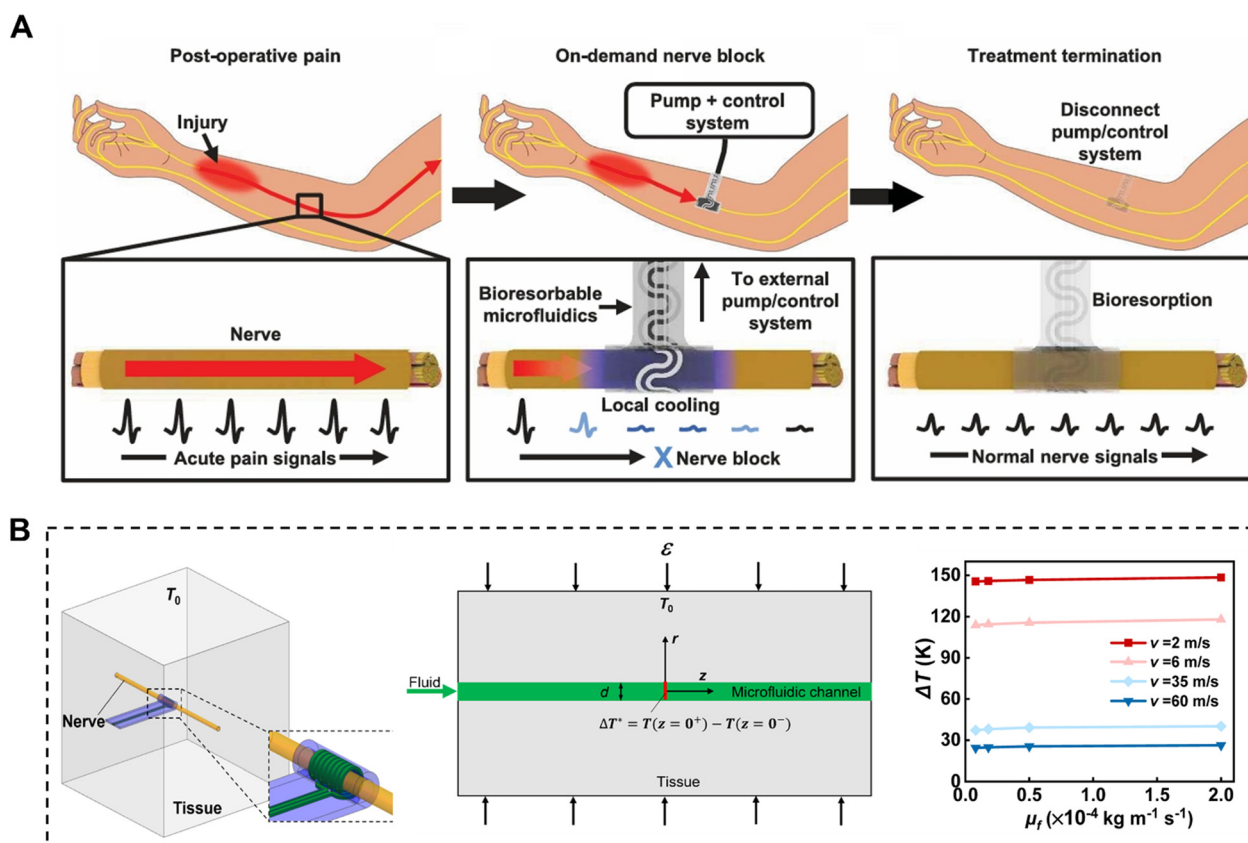 A
Post-operative pain
Injury
On-demand nerve block
Pump + control
system
Treatment termination
Disconnect
pump/control
system
Nerve
Acute pain signals
Bioresorbable
microfluidics
To external
pump/control
system
Local cooling
X Nerve block
Bioresorption
Normal nerve signals
B
T₀
Nerve
Tissue
ε
T₀
r
z
Fluid
d
Microfluidic channel
ΔT* = T(z = 0⁺) − T(z = 0⁻)
Tissue
ΔT (K)
150
120
90
60
30
0
v =2 m/s
v =6 m/s
v =35 m/s
v =60 m/s
0.0
0.5
1.0
1.5
2.0
μf (×10⁻⁴ kg m⁻¹ s⁻¹)